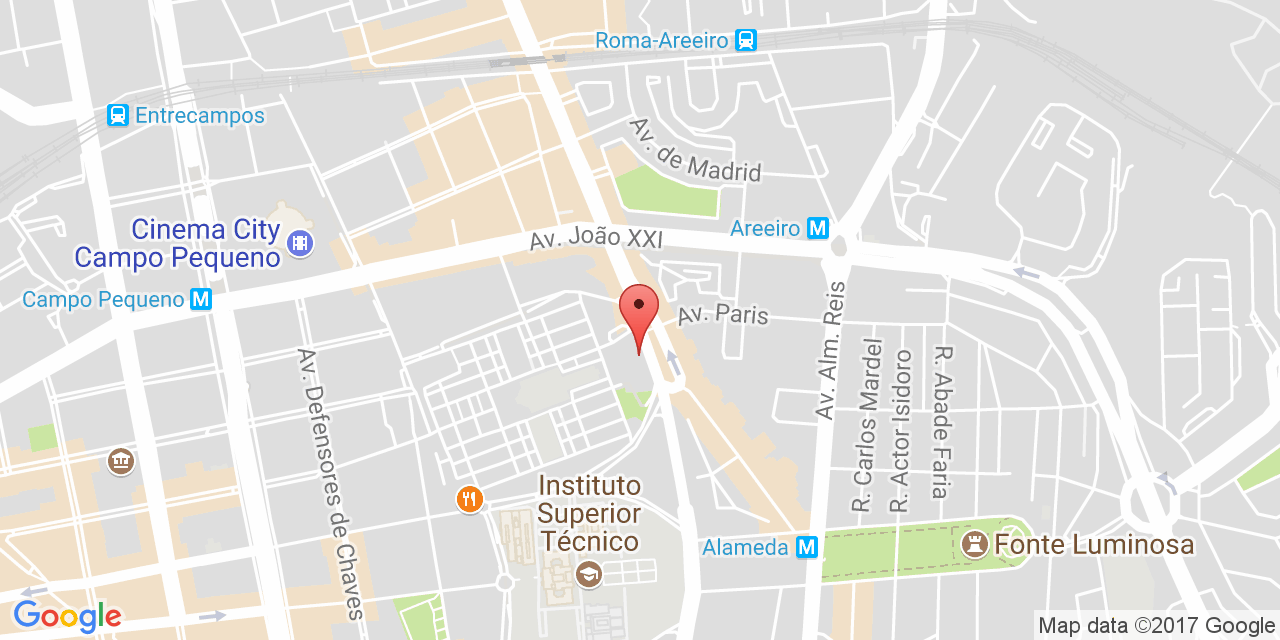 Roma-Areeiro
Entrecampos
Av. de Madrid
Cinema City
Campo Pequeno
Av. João XXI
Areeiro M
Campo Pequeno M
Av. Paris
Av. Alm. Reis
Av. Defensores de Chaves
R. Carlos Mardel
R. Actor Isidoro
R. Abade Faria
Instituto
Superior
Técnico
Alameda M
Fonte Luminosa
Google
Map data ©2017 Google